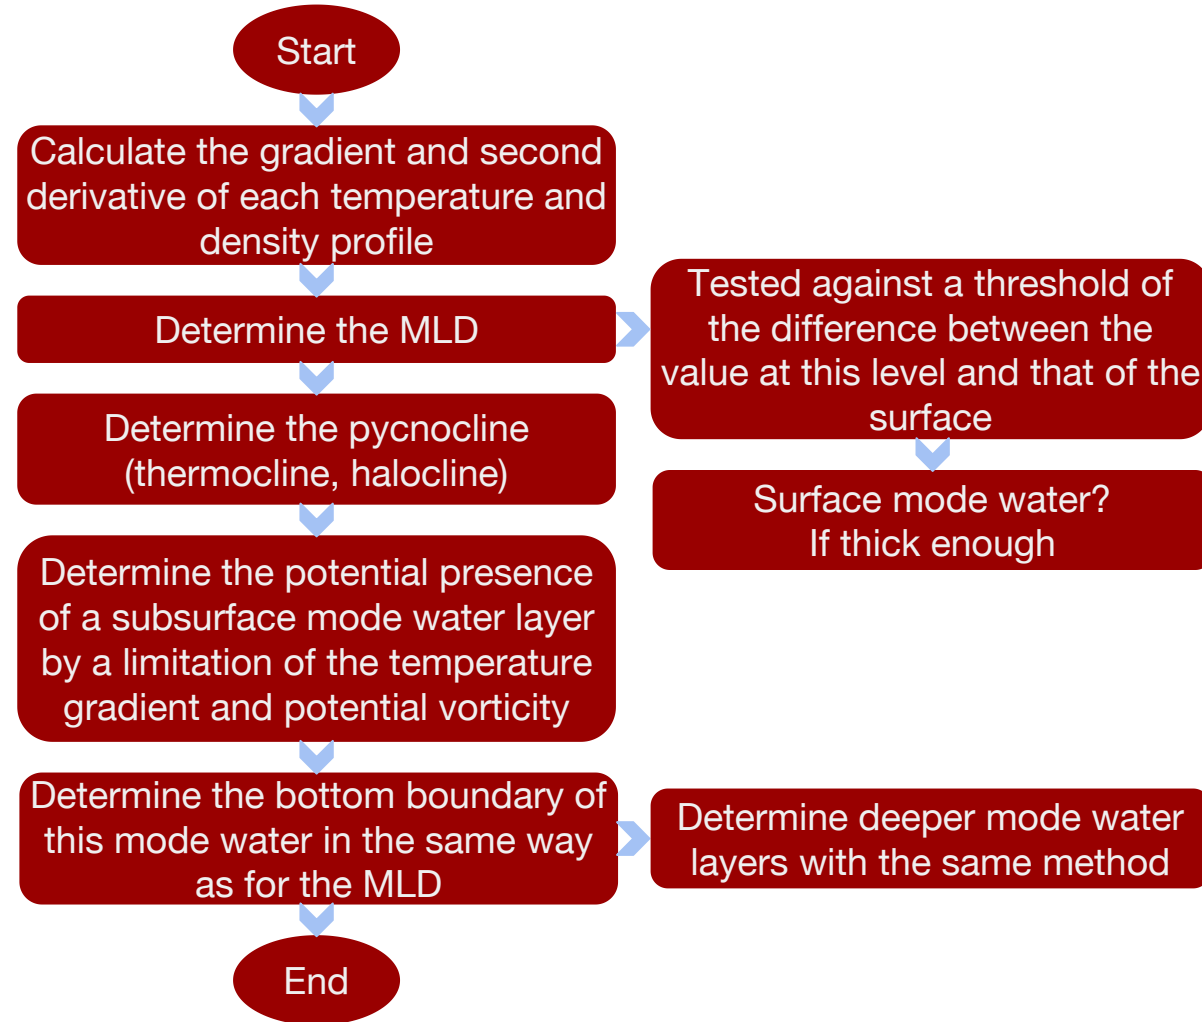 Start
Calculate the gradient and second
derivative of each temperature and
density profile
Determine the MLD
Tested against a threshold of
the difference between the
value at this level and that of the
surface
Determine the pycnocline
(thermocline, halocline)
Surface mode water?
If thick enough
Determine the potential presence
of a subsurface mode water layer
by a limitation of the temperature
gradient and potential vorticity
Determine the bottom boundary of
this mode water in the same way
as for the MLD
Determine deeper mode water
layers with the same method
End